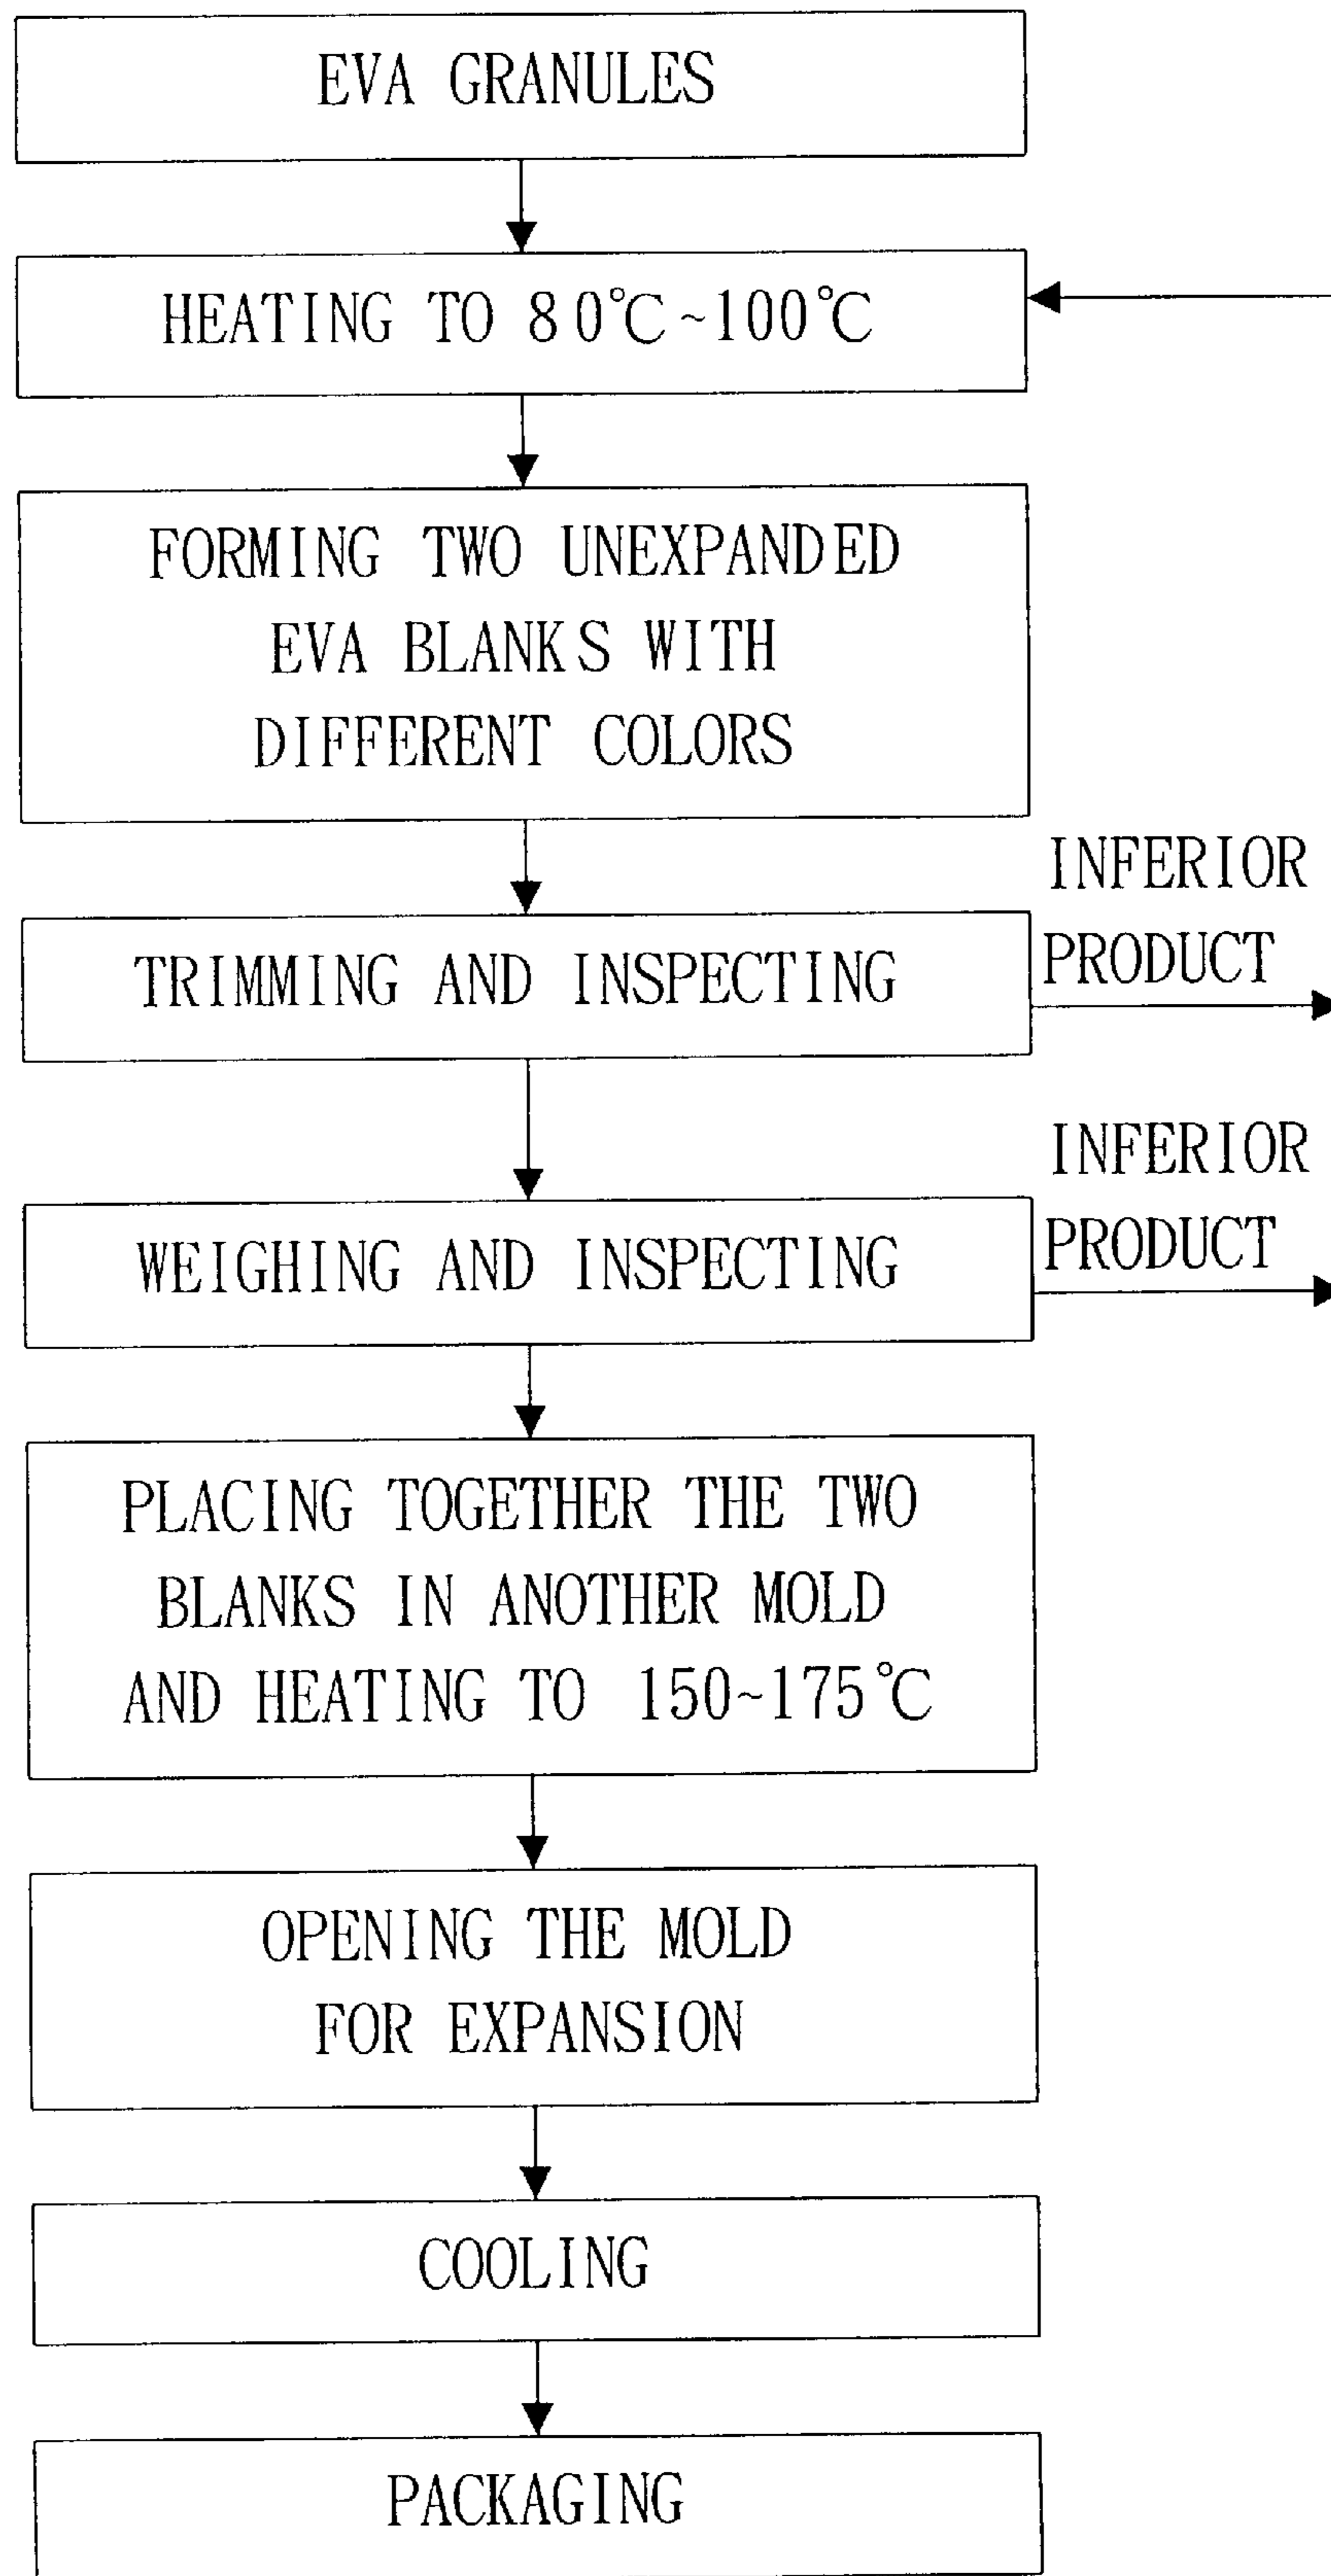 EVA GRANULES
HEATING TO 80℃~100℃
FORMING TWO UNEXPANDED
EVA BLANKS WITH
DIFFERENT COLORS
INFERIOR
PRODUCT
TRIMMING AND INSPECTING
INFERIOR
PRODUCT
WEIGHING AND INSPECTING
PLACING TOGETHER THE TWO
BLANKS IN ANOTHER MOLD
AND HEATING TO 150~175℃
OPENING THE MOLD
FOR EXPANSION
COOLING
PACKAGING